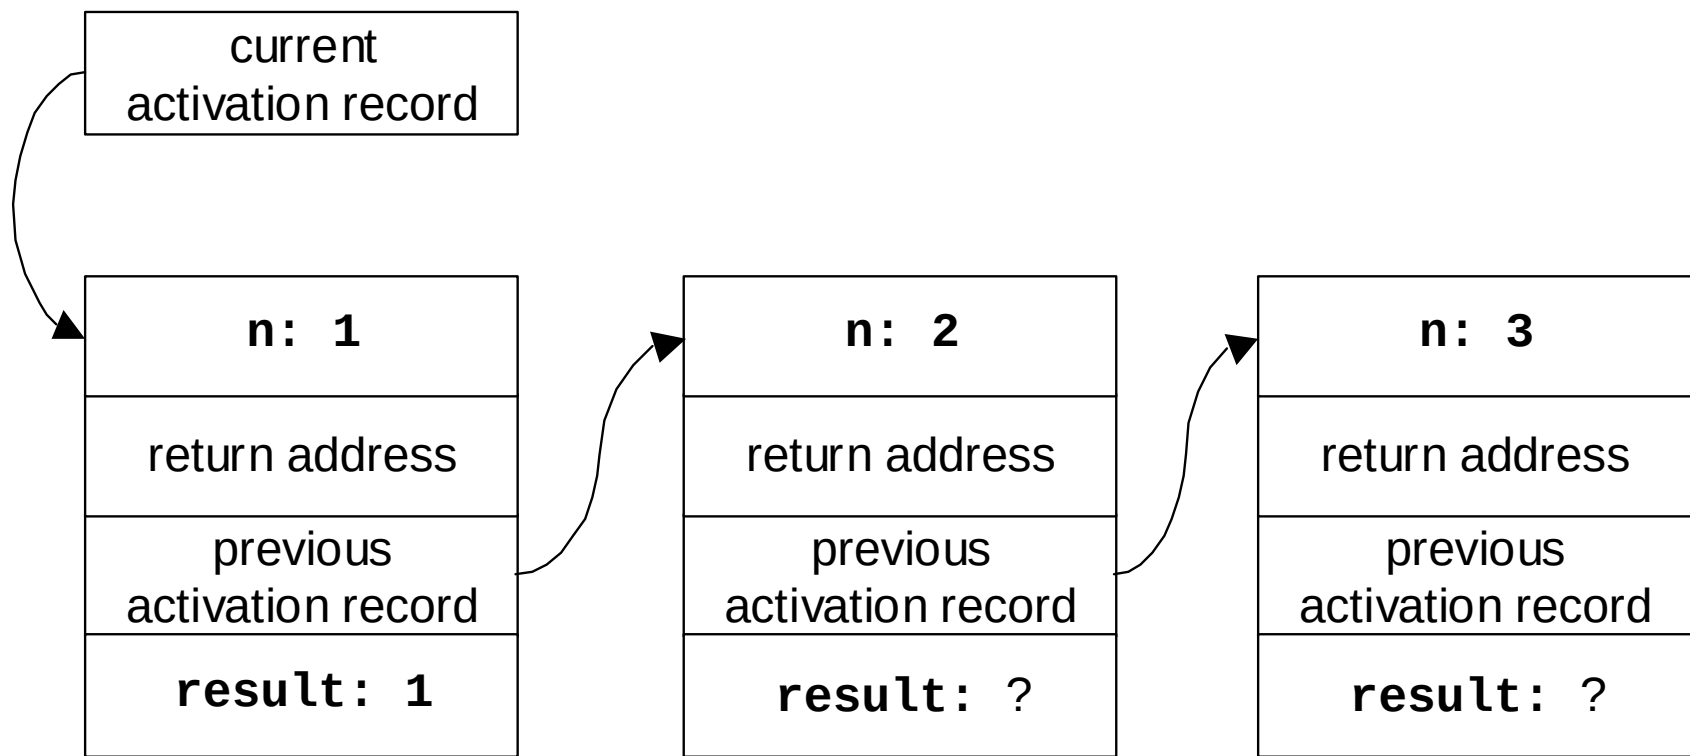 current
activation record
n: 1
return address
previous
activation record
result: 1
n: 2
return address
previous
activation record
result: ?
n: 3
return address
previous
activation record
result: ?